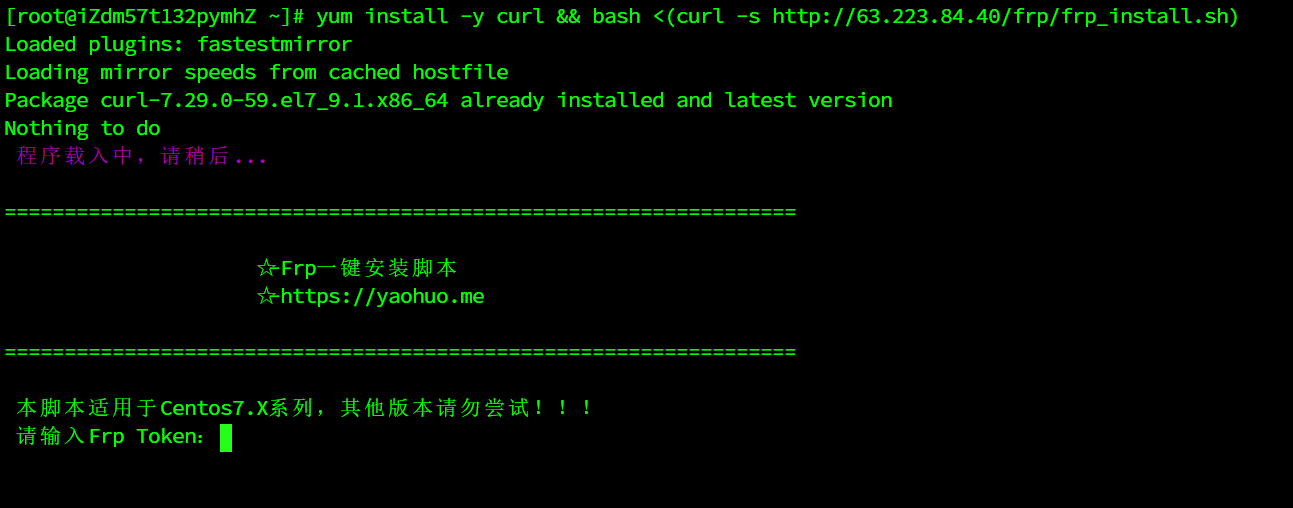 [root@iZdm57tl32pymhZ ~]# yum install -y curl && bash <(curl -s http://63.223.84.40/frp/frp_install.sh)
Loaded plugins: fastestmirror
Loading mirror speeds from cached hostfile
Package curl-7.29.0-59.el7_9.1.x86_64 already installed and latest version
Nothing to do
程序载入中，请稍后...
==================================================================
☆-Frp一键安装脚本
☆-https://yaohuo.me
==================================================================
本脚本适用于Centos7.X系列，其他版本请勿尝试！！！
请输入Frp Token：